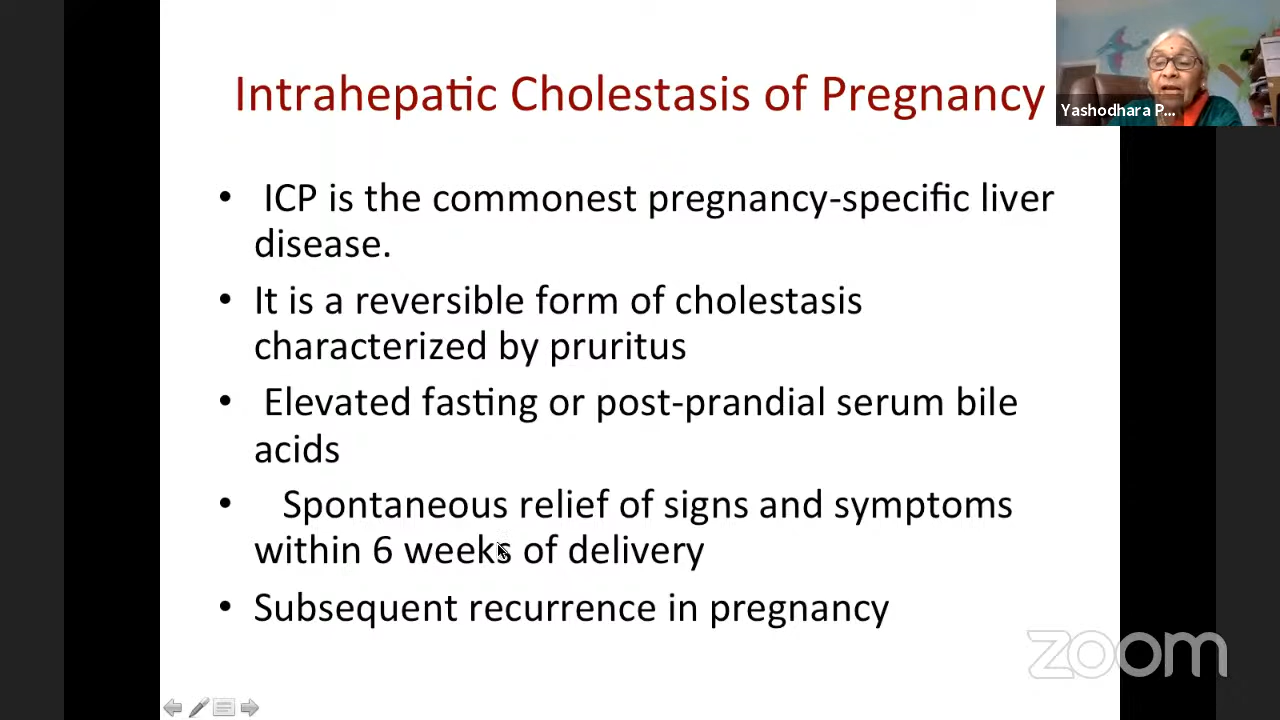 Intrahepatic Cholestasis of Pregnancy
Yashodhara P...
• ICP is the commonest pregnancy-specific liver
disease.
• It is a reversible form of cholestasis
characterized by pruritus
• Elevated fasting or post-prandial serum bile
acids
• Spontaneous relief of signs and symptoms
within 6 weeks of delivery
• Subsequent recurrence in pregnancy
zoom